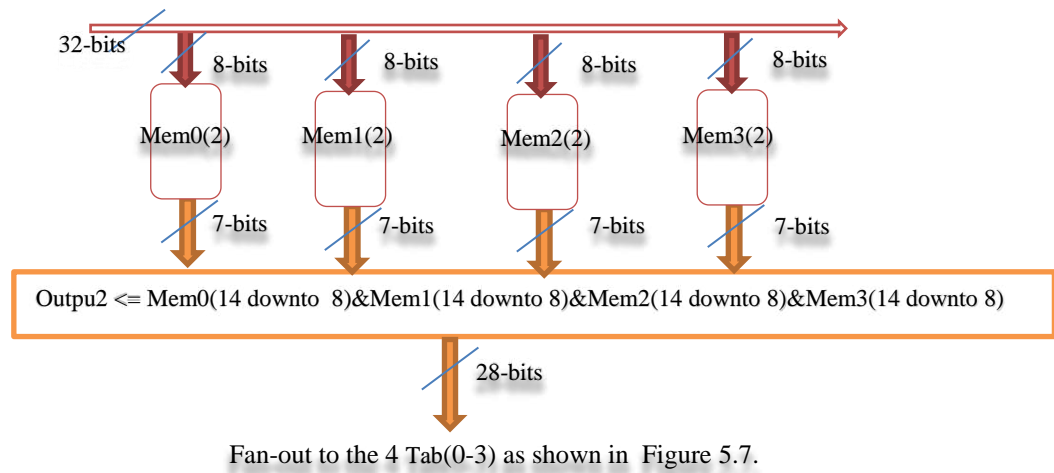 32-bits
8-bits 8-bits 8-bits 8-bits
Mem0(2) Mem1(2) Mem2(2) Mem3(2)
7-bits 7-bits 7-bits 7-bits
Outpu2 <= Mem0(14 downto 8)&Mem1(14 downto 8)&Mem2(14 downto 8)&Mem3(14 downto 8)
28-bits
Fan-out to the 4 Tab(0-3) as shown in Figure 5.7.